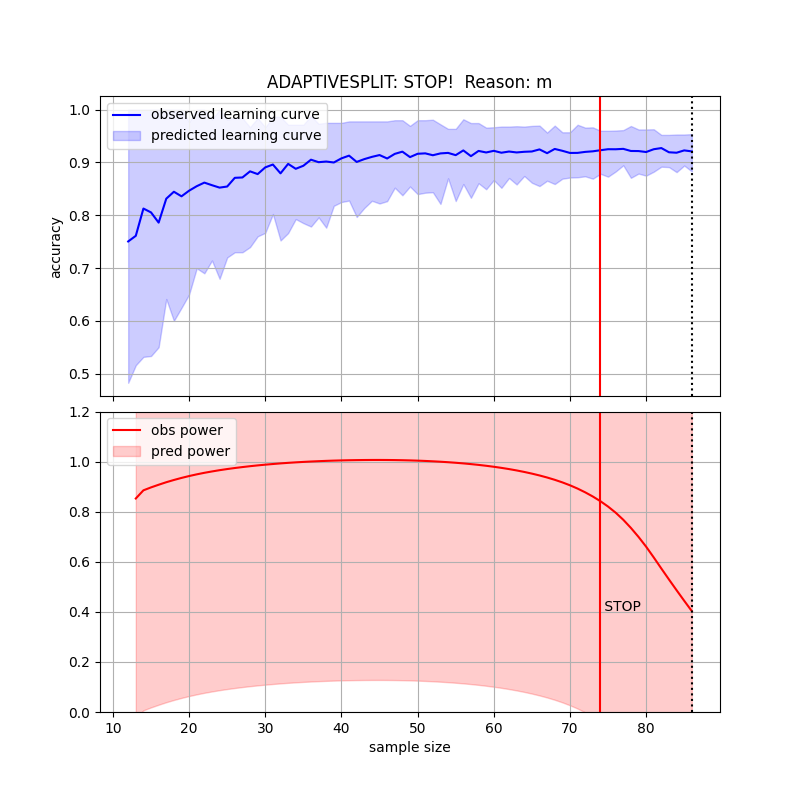 ADAPTIVESPLIT: STOP!  Reason: m
1.0
observed learning curve
predicted learning curve
0.9
0.8
accuracy
0.7
0.6
0.5
1.2
obs power
pred power
1.0
0.8
0.6
0.4
STOP
0.2
0.0
10 20 30 40 50 60 70 80
sample size